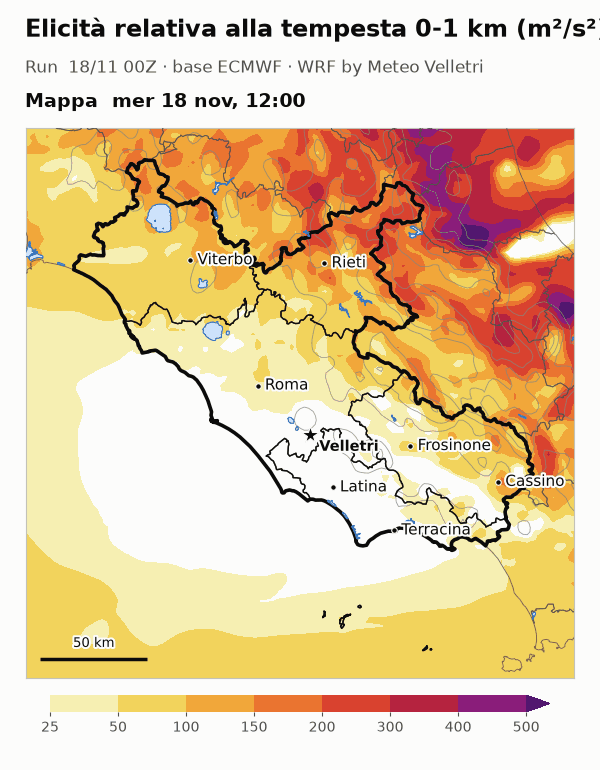 Elicità relativa alla tempesta 0-1 km (m²/s²)
Run 18/11 00Z · base ECMWF · WRF by Meteo Velletri
Mappa mer 18 nov, 12:00
Viterbo
Rieti
Roma
Velletri
Frosinone
Cassino
Latina
Terracina
50 km
25 50 100 150 200 300 400 500